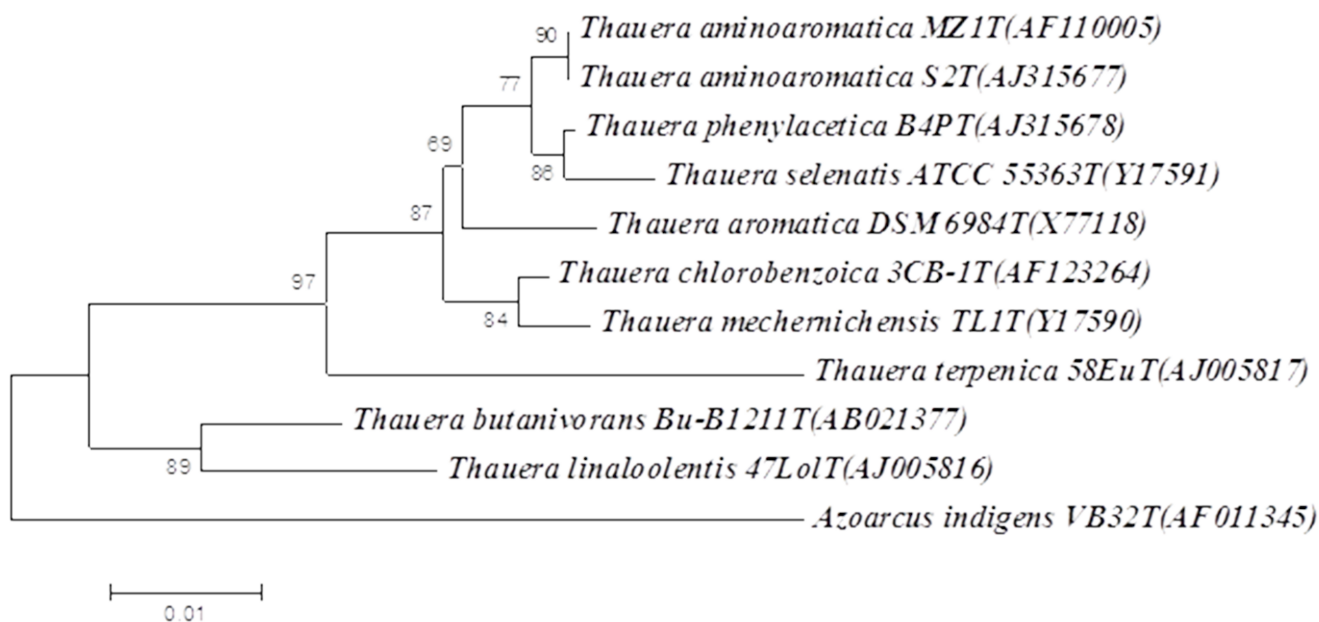 90
Thauera aminoaromatica MZ1T(AF110005)
Thauera aminoaromatica S2T(AJ315677)
77
Thauera phenylacetica B4PT(AJ315678)
69
86
Thauera selenatis ATCC 55363T(Y17591)
87
Thauera aromatica DSM 6984T(X77118)
97
Thauera chlorobenzoica 3CB-1T(AF123264)
84
Thauera mechernichensis TL1T(Y17590)
Thauera terpenica 58EuT(AJ005817)
Thauera butanivorans Bu-B1211T(AB021377)
89
Thauera linaloolentis 47LolT(AJ005816)
Azoarcus indigens VB32T(AF011345)
0.01